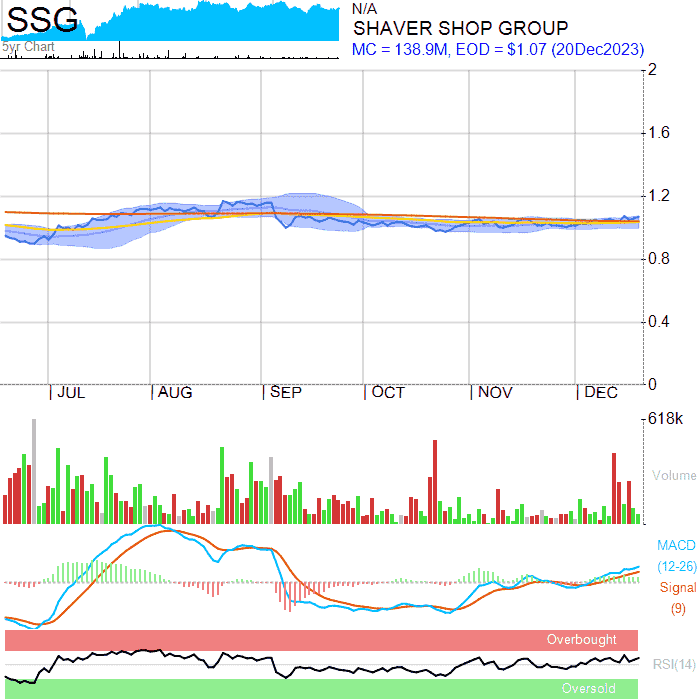 SSG
5yr Chart
N/A
SHAVER SHOP GROUP
MC = 138.9M, EOD = $1.07 (20Dec2023)
2
1.6
1.2
0.8
0.4
0
JUL AUG SEP OCT NOV DEC
618k
Volume
MACD
(12-26)
Signal
(9)
Overbought
RSI(14)
Oversold